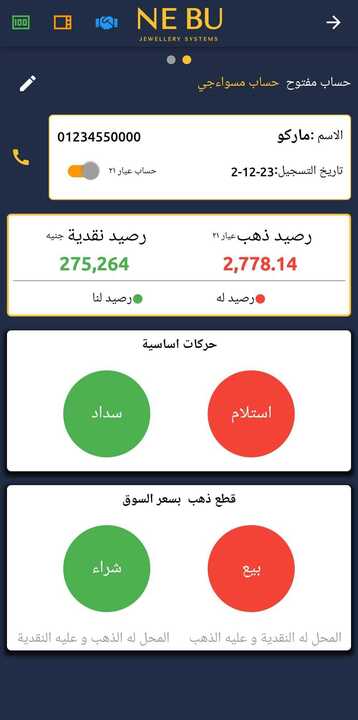 100
NE BU
JEWELLERY SYSTEMS
حساب مفتوح حساب مسواءجي
الاسم :ماركو
01234550000
تاريخ التسجيل:23-12-2
حساب عيار ٢١
رصيد ذهب عيار ٢١
رصيد نقدية جنيه
2,778.14
275,264
رصيد له
رصيد لنا
حركات اساسية
استلام
سداد
قطع ذهب بسعر السوق
بيع
شراء
المحل له النقدية و عليه الذهب
المحل له الذهب و عليه النقدية